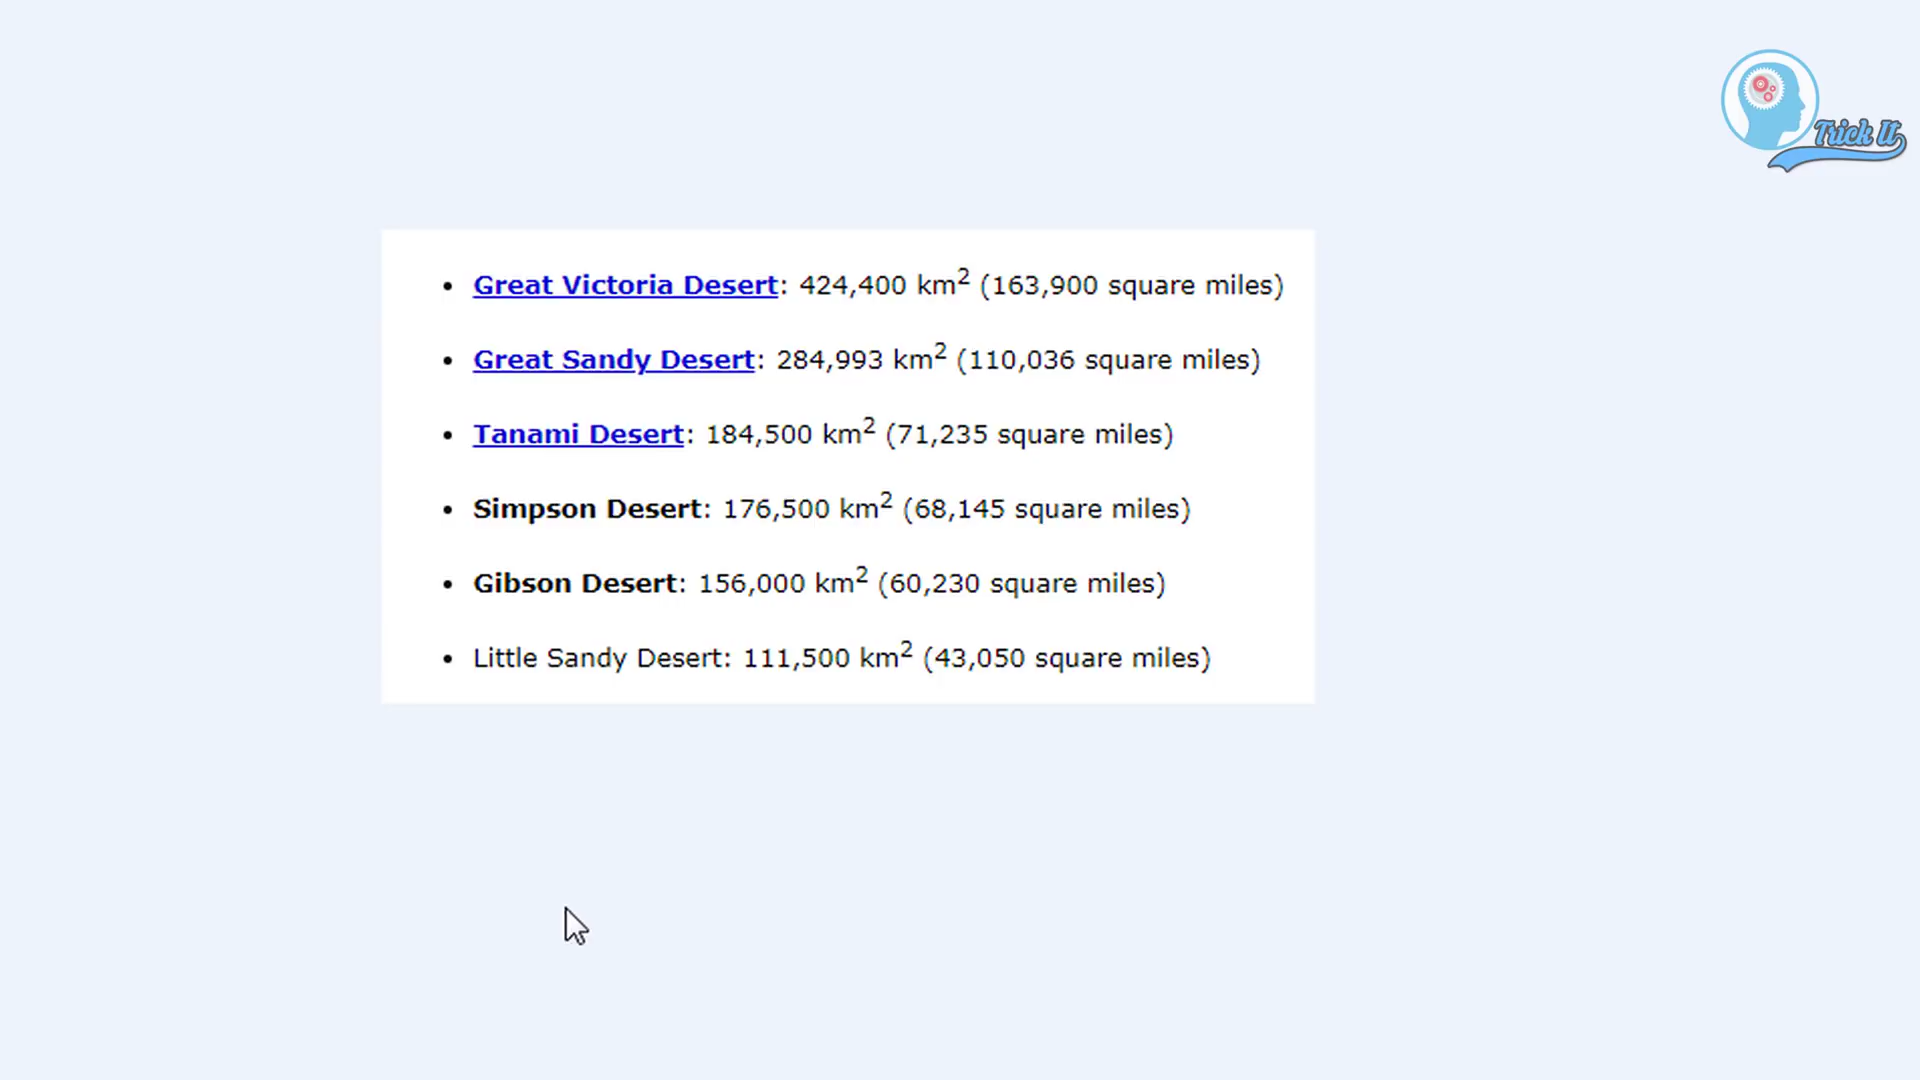 Trick It
• Great Victoria Desert: 424,400 km² (163,900 square miles)
• Great Sandy Desert: 284,993 km² (110,036 square miles)
• Tanami Desert: 184,500 km² (71,235 square miles)
• Simpson Desert: 176,500 km² (68,145 square miles)
• Gibson Desert: 156,000 km² (60,230 square miles)
• Little Sandy Desert: 111,500 km² (43,050 square miles)